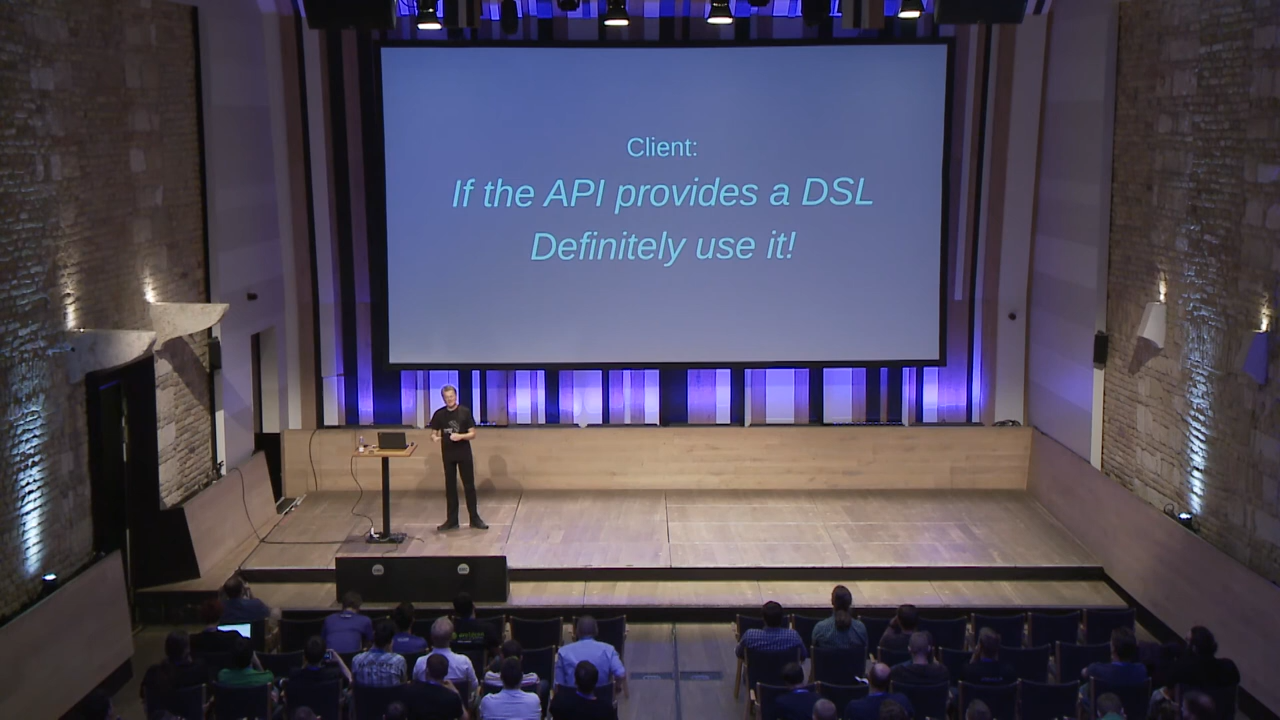 Client:
If the API provides a DSL
Definitely use it!